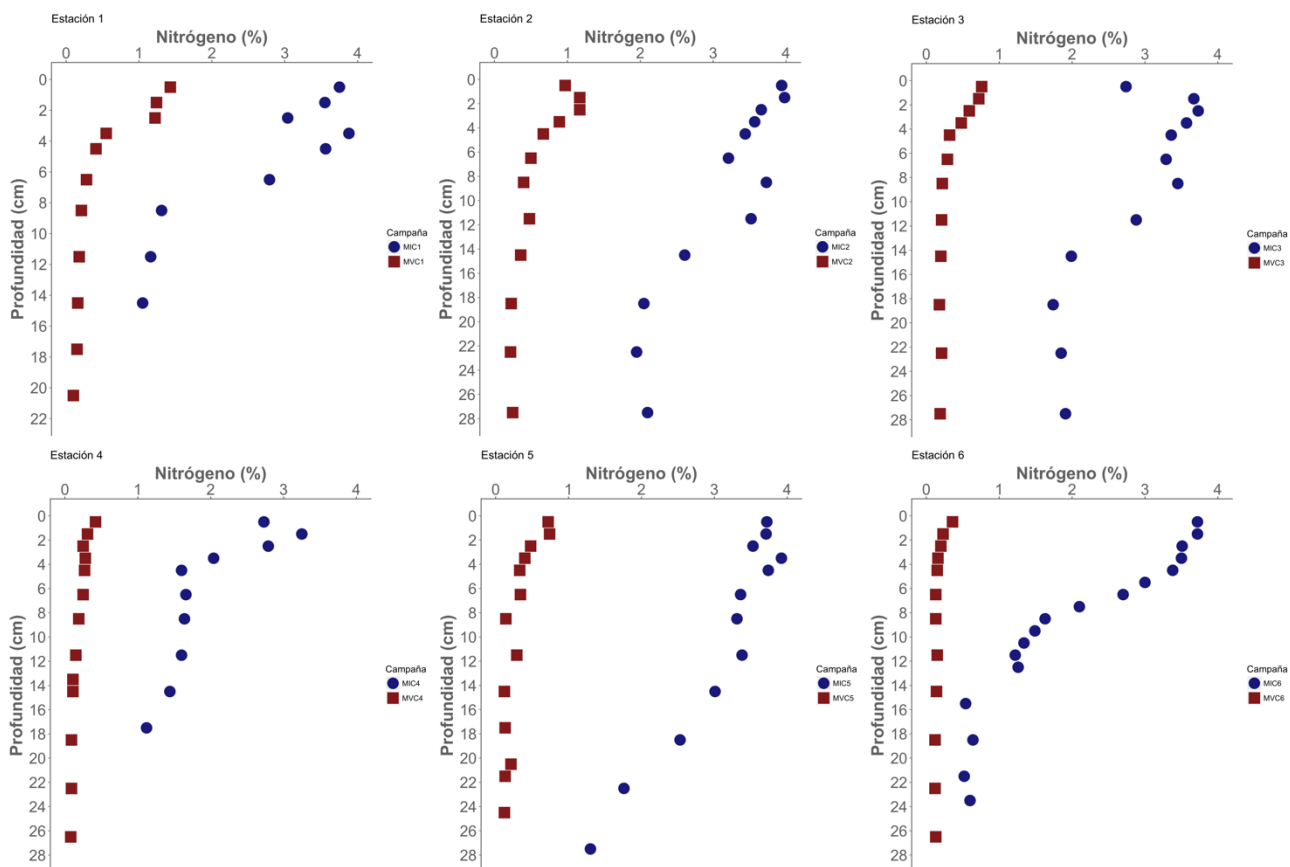 Estación 1
Nitrógeno (%)
0 1 2 3 4
Profundidad (cm)
0
2
4
6
8
10
12
14
16
18
20
22
Campaña
MIC1
MVC1
Estación 2
Nitrógeno (%)
0 1 2 3 4
Profundidad (cm)
0
2
4
6
8
10
12
14
16
18
20
22
24
26
28
Campaña
MIC2
MVC2
Estación 3
Nitrógeno (%)
0 1 2 3 4
Profundidad (cm)
0
2
4
6
8
10
12
14
16
18
20
22
24
26
28
Campaña
MIC3
MVC3
Estación 4
Nitrógeno (%)
0 1 2 3 4
Profundidad (cm)
0
2
4
6
8
10
12
14
16
18
20
22
24
26
28
Campaña
MIC4
MVC4
Estación 5
Nitrógeno (%)
0 1 2 3 4
Profundidad (cm)
0
2
4
6
8
10
12
14
16
18
20
22
24
26
28
Campaña
MIC5
MVC5
Estación 6
Nitrógeno (%)
0 1 2 3 4
Profundidad (cm)
0
2
4
6
8
10
12
14
16
18
20
22
24
26
28
Campaña
MIC6
MVC6